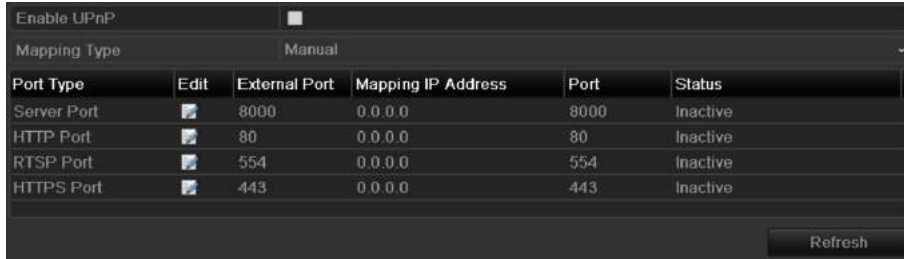 Enable UPnP
Mapping Type Manual
Port Type Edit External Port Mapping IP Address Port Status
Server Port 8000 0.0.0.0 8000 Inactive
HTTP Port 80 0.0.0.0 80 Inactive
RTSP Port 554 0.0.0.0 554 Inactive
HTTPS Port 443 0.0.0.0 443 Inactive
Refresh